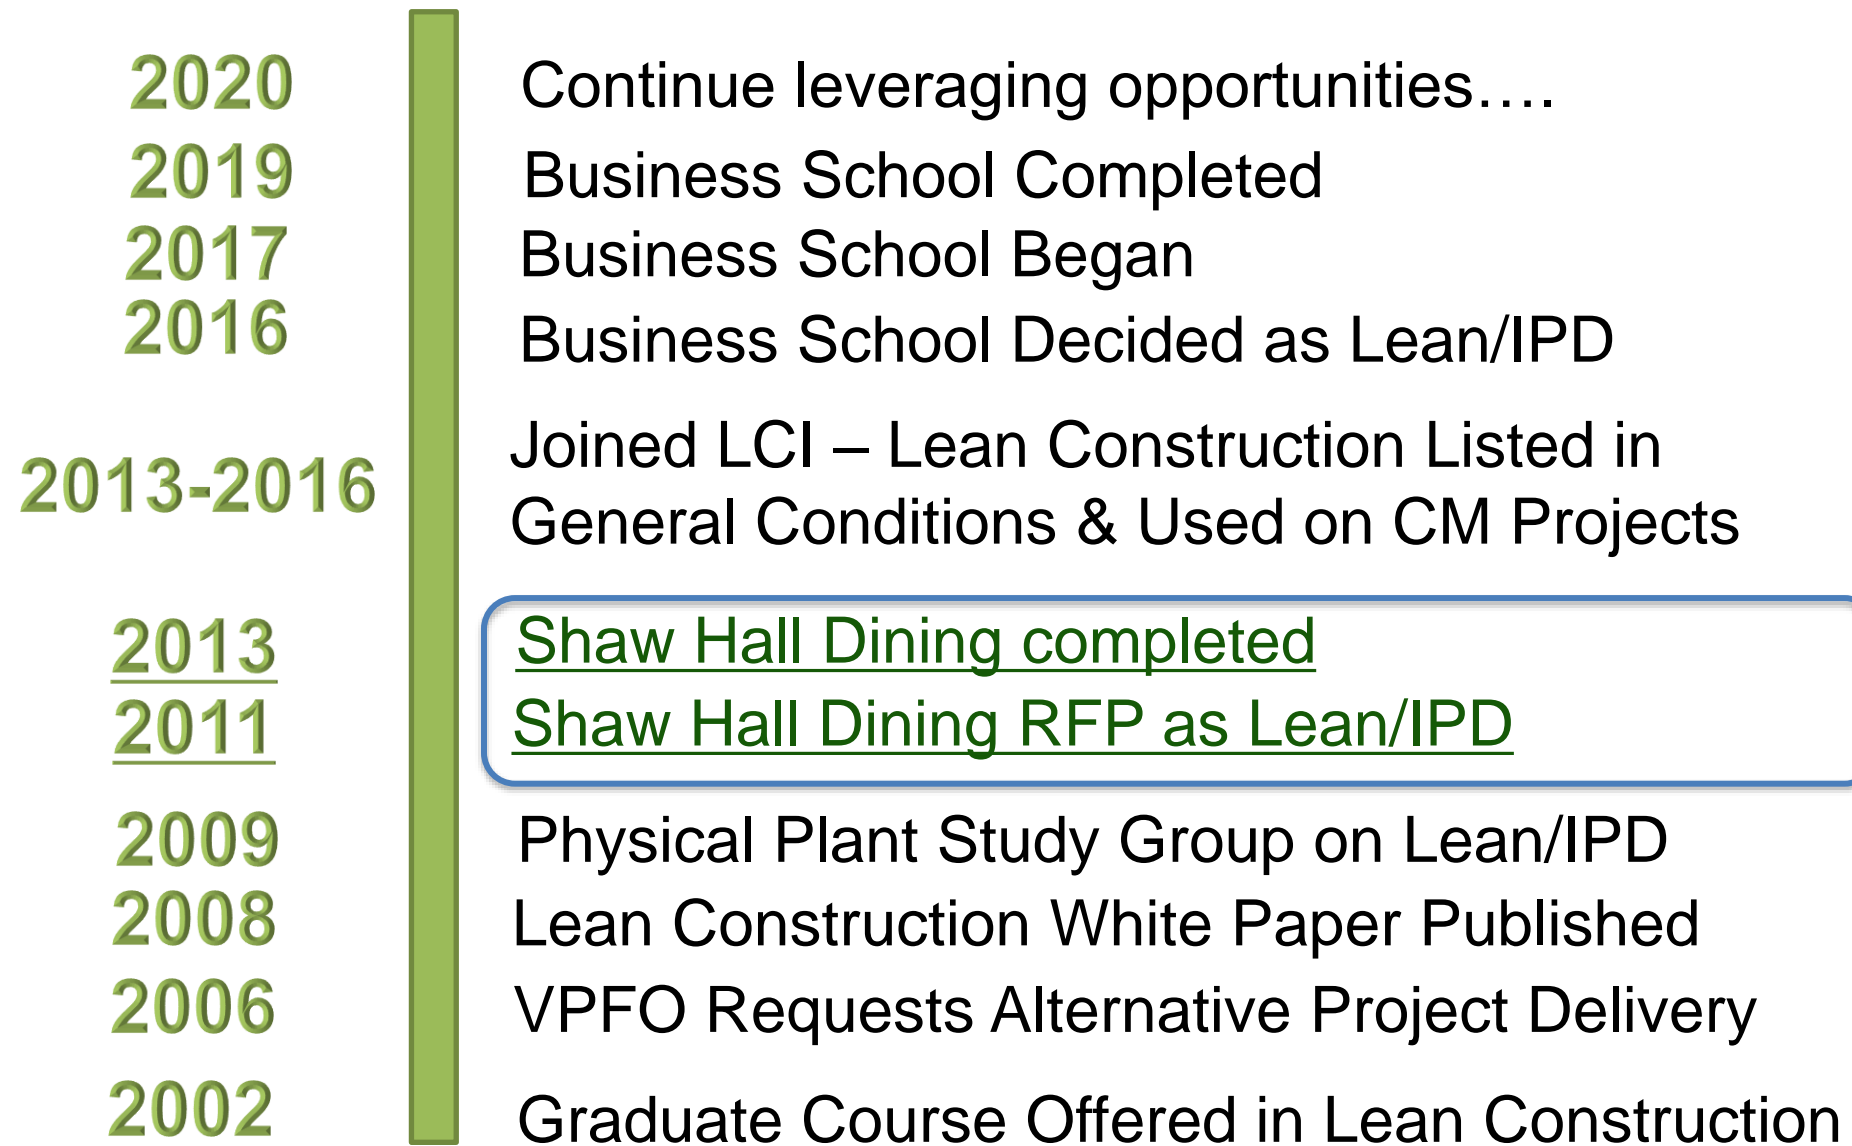 2020 Continue leveraging opportunities….
2019 Business School Completed
2017 Business School Began
2016 Business School Decided as Lean/IPD
2013-2016 Joined LCI – Lean Construction Listed in
General Conditions & Used on CM Projects
2013 Shaw Hall Dining completed
2011 Shaw Hall Dining RFP as Lean/IPD
2009 Physical Plant Study Group on Lean/IPD
2008 Lean Construction White Paper Published
2006 VPFO Requests Alternative Project Delivery
2002 Graduate Course Offered in Lean Construction